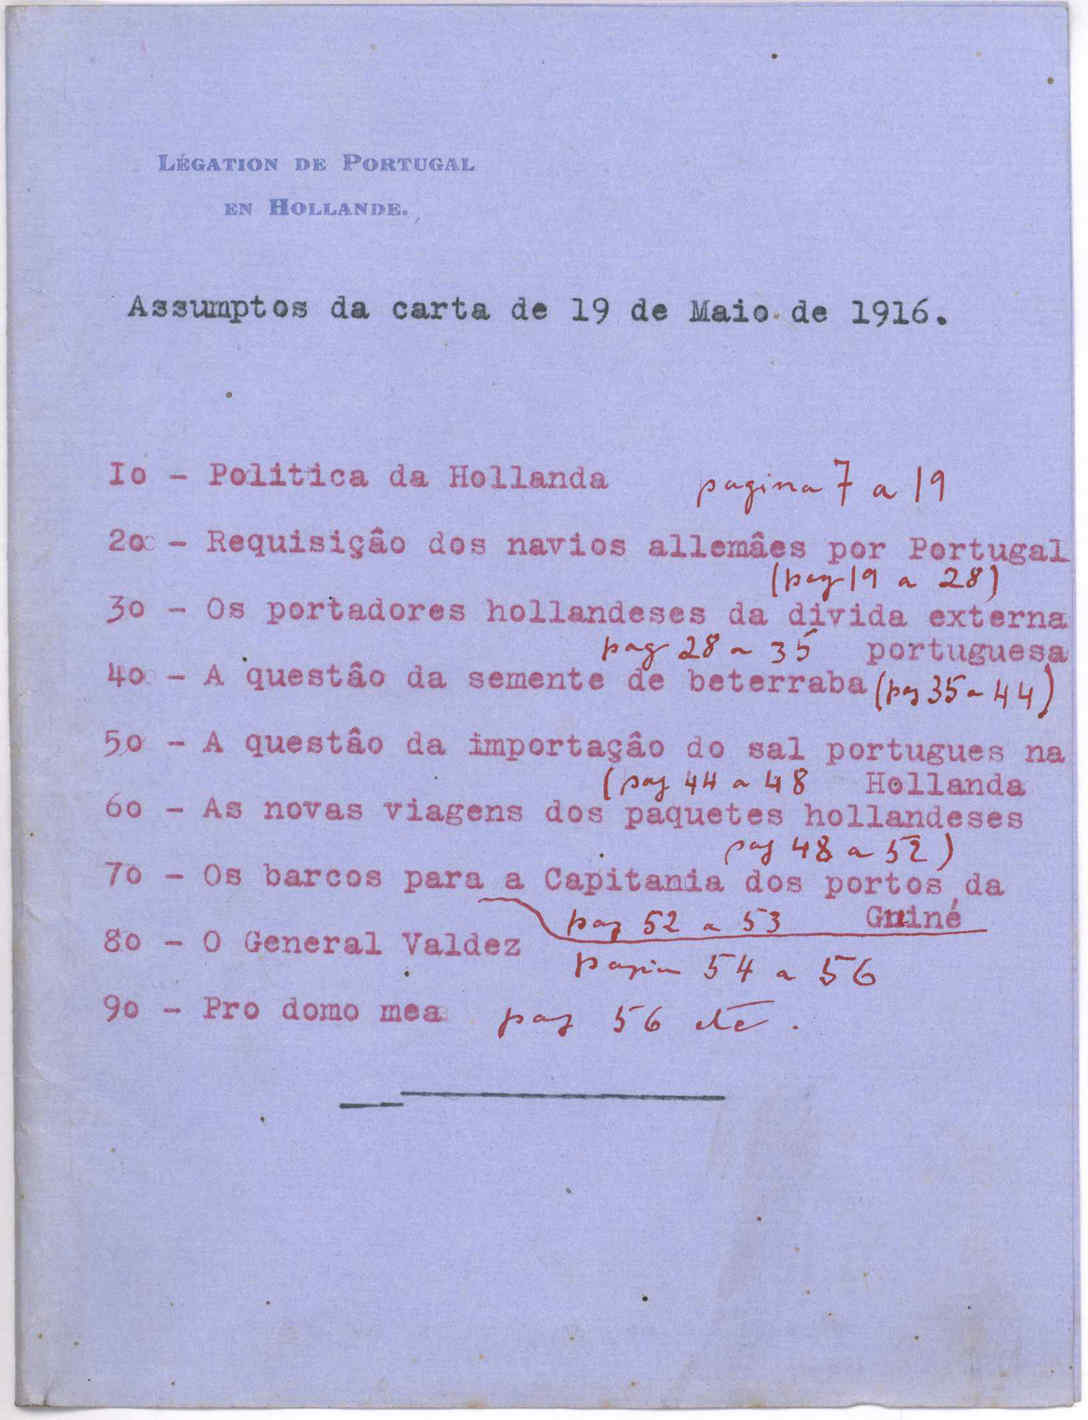 LÉGATION DE PORTUGAL
EN HOLLANDE.
Assumptos da carta de 19 de Maio de 1916.
Io - Politica da Hollanda pagina 7 a 19
2o - Requisição dos navios allemães por Portugal
(pag 19 a 28)
3o - Os portadores hollandeses da divida externa
pag 28 a 35 portuguesa
4o - A questão da semente de beterraba (pag 35 a 44)
5o - A questão da importação do sal portugues na
(pag 44 a 48 Hollanda
6o - As novas viagens dos paquetes hollandeses
pag 48 a 52)
7o - Os barcos para a Capitania dos portos da
pag 52 a 53 Guiné
8o - O General Valdez
pagin 54 a 56
9o - Pro domo mea pag 56 etc.